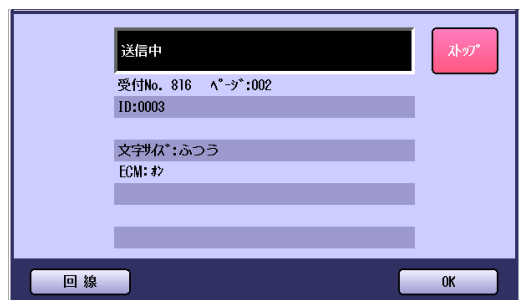 送信中
ｽﾄｯﾌﾟ
受付No. 816 ﾍﾟｰｼﾞ:002
ID:0003
文字ｻｲｽﾞ:ふつう
ECM:ｵﾝ
回線
OK